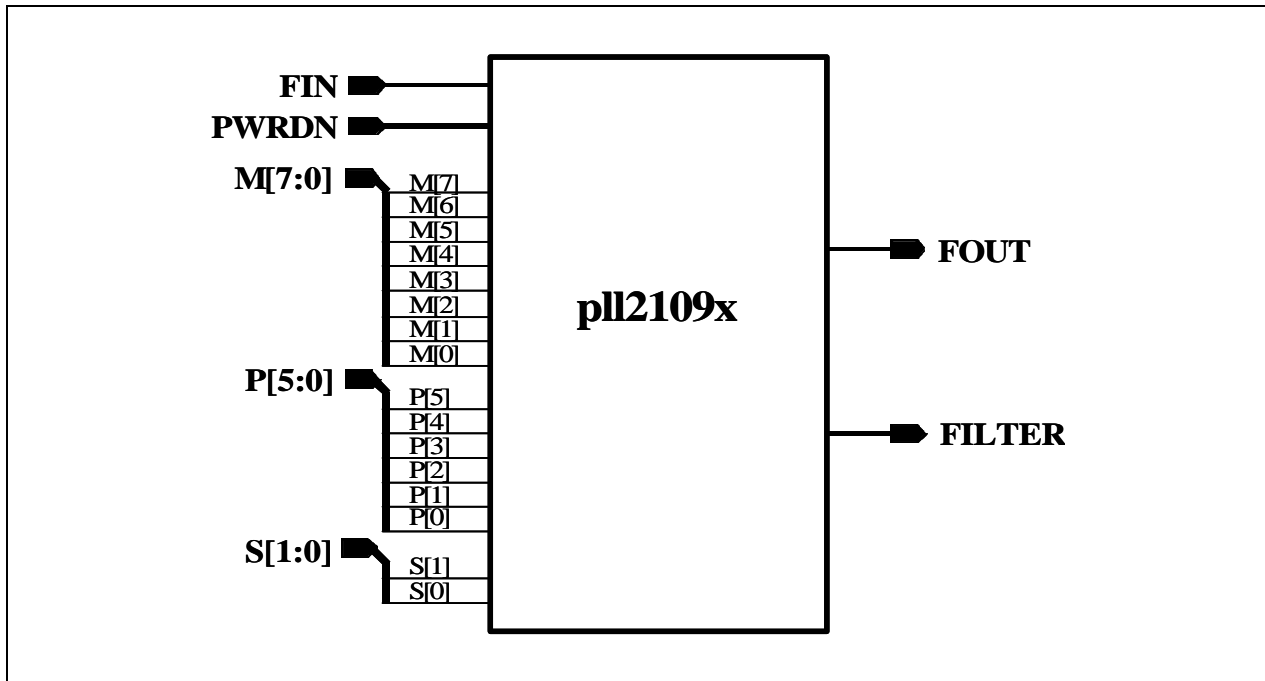 FIN
PWRDN
M[7:0]
M[7]
M[6]
M[5]
M[4]
M[3]
M[2]
M[1]
M[0]
P[5:0]
P[5]
P[4]
P[3]
P[2]
P[1]
P[0]
S[1:0]
S[1]
S[0]
pll2109x
FOUT
FILTER